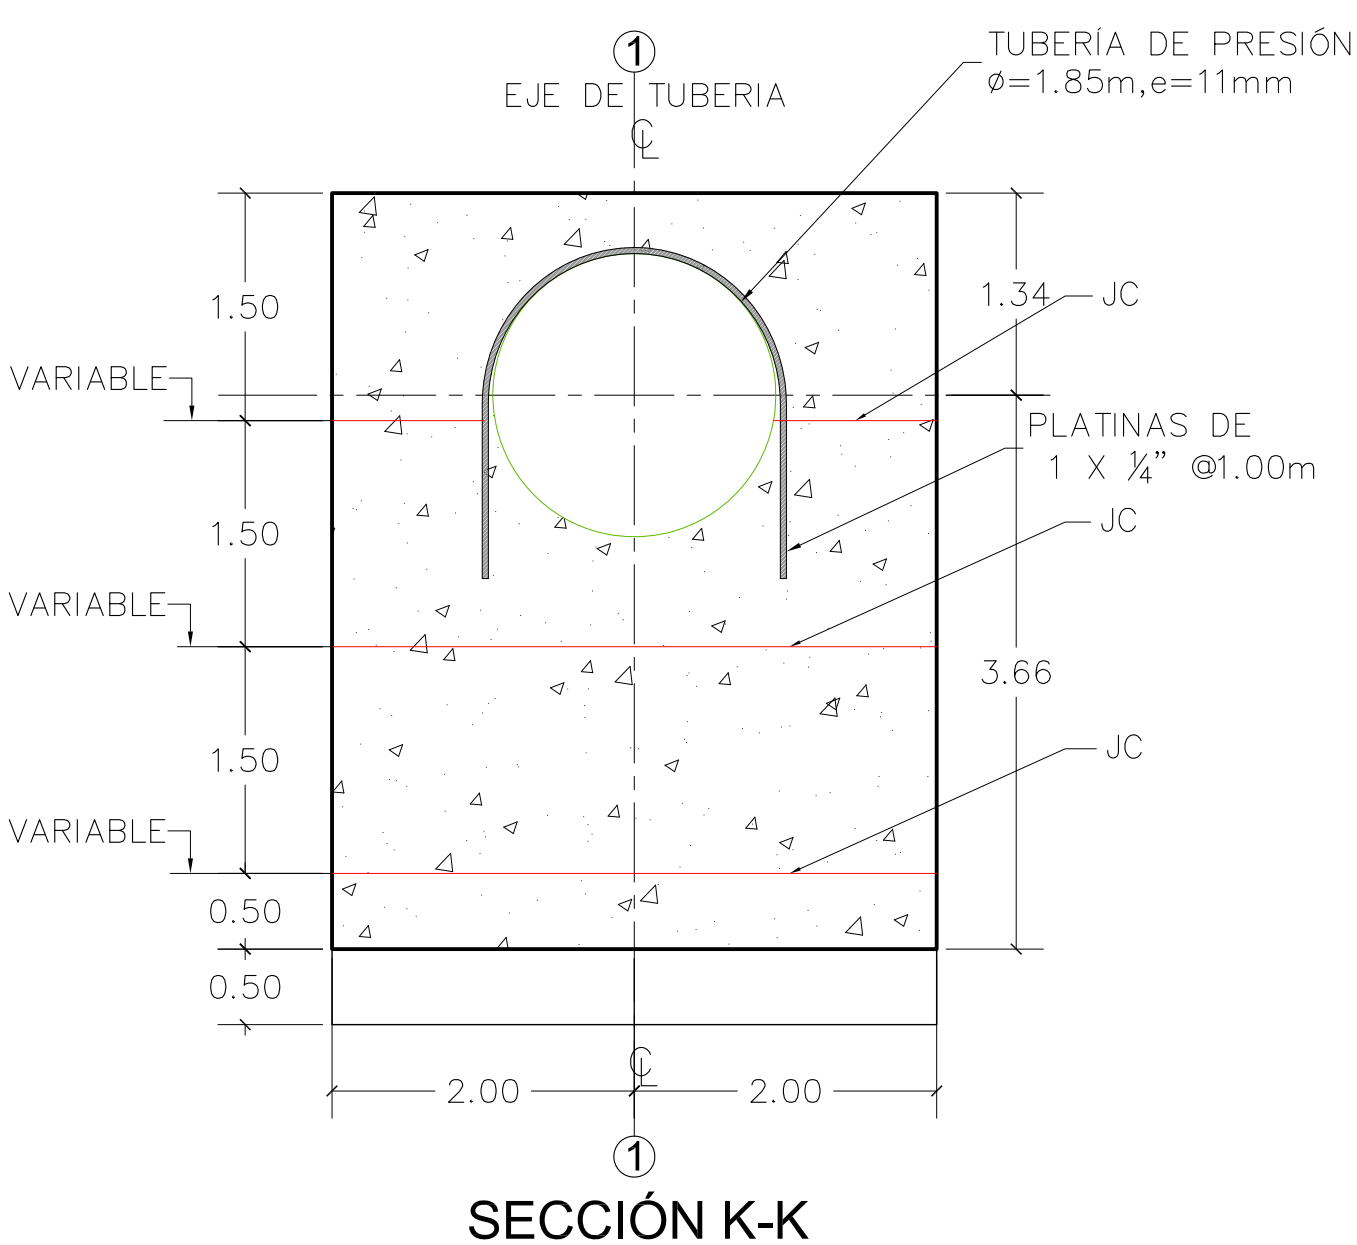 1
EJE DE TUBERIA
℄
TUBERÍA DE PRESIÓN
ø=1.85m,e=11mm
1.50
1.34
JC
VARIABLE
PLATINAS DE
1 X ¼” @1.00m
1.50
JC
VARIABLE
3.66
1.50
JC
VARIABLE
0.50
0.50
℄
2.00
2.00
1
SECCIÓN K-K